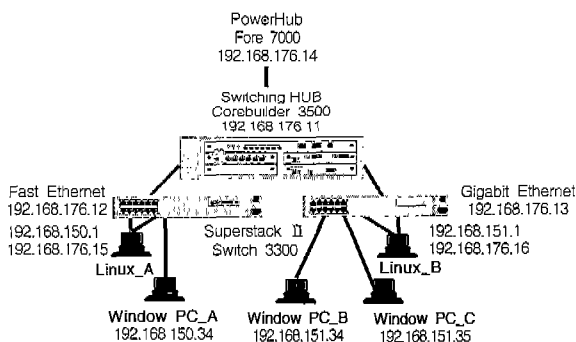 PowerHub
Fore 7000
192.168.176.14
Switching HUB
Corebuilder 3500
192 168 176 11
Fast Ethernet
192.168.176.12
192.168.150.1
192.168.176.15
Linux_A
Superstack II
Switch 3300
Gigabit Ethernet
192.168.176.13
192.168.151.1
192.168.176.16
Linux_B
Window PC_A
192.168 150.34
Window PC_B
192.168.151.34
Window PC_C
192.168.151.35